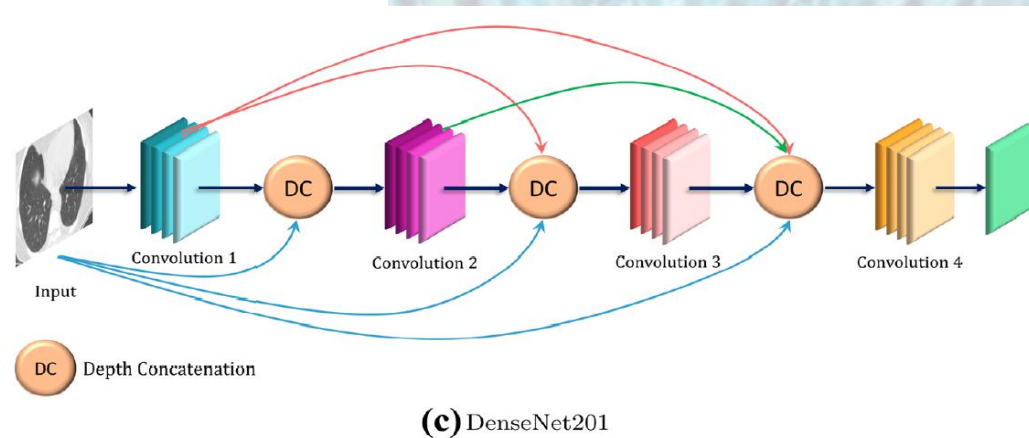 DC
DC
DC
Convolution 1
Convolution 2
Convolution 3
Convolution 4
Input
DC Depth Concatenation
(c) DenseNet201